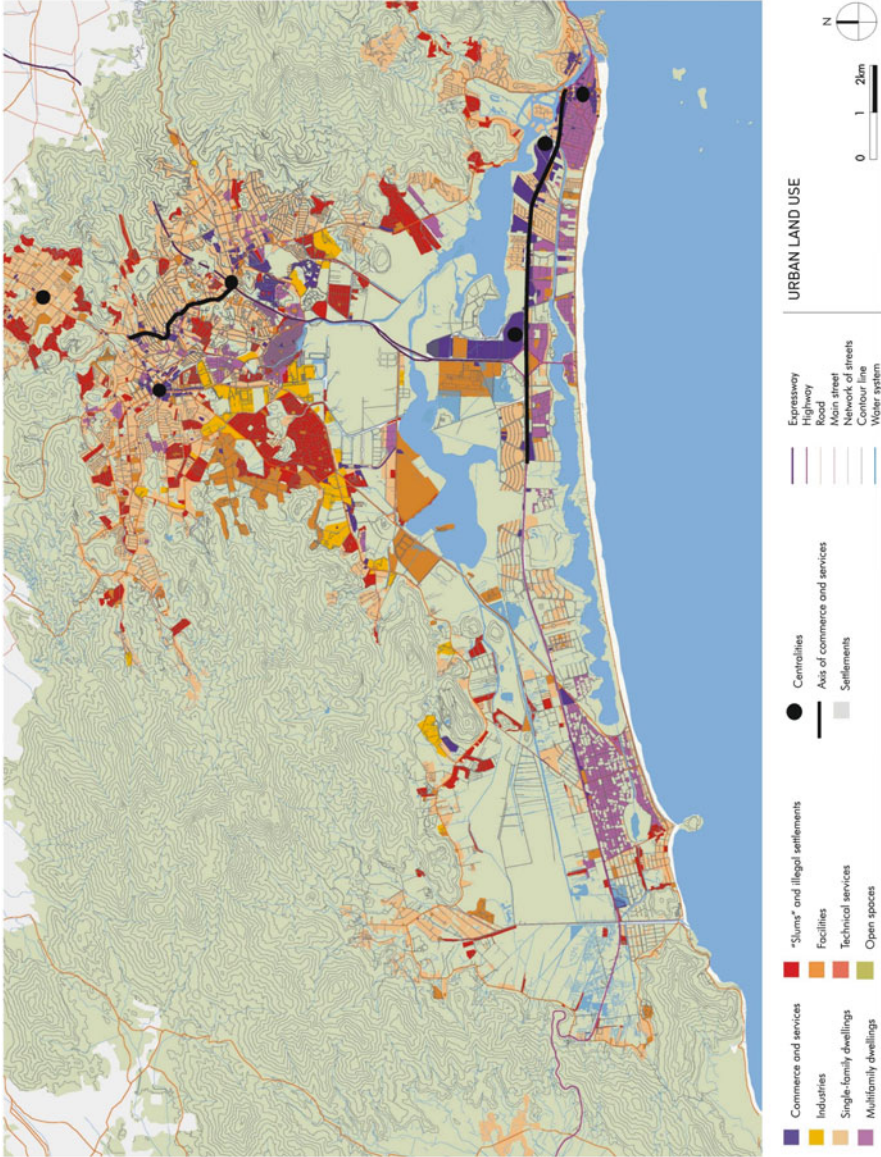 N
0 1 2km
URBAN LAND USE
Commerce and services
Industries
Single-family dwellings
Multifamily dwellings
"Slums" and illegal settlements
Facilities
Technical services
Open spaces
Centralities
Axis of commerce and services
Settlements
Expressway
Highway
Road
Main street
Network of streets
Contour line
Water system